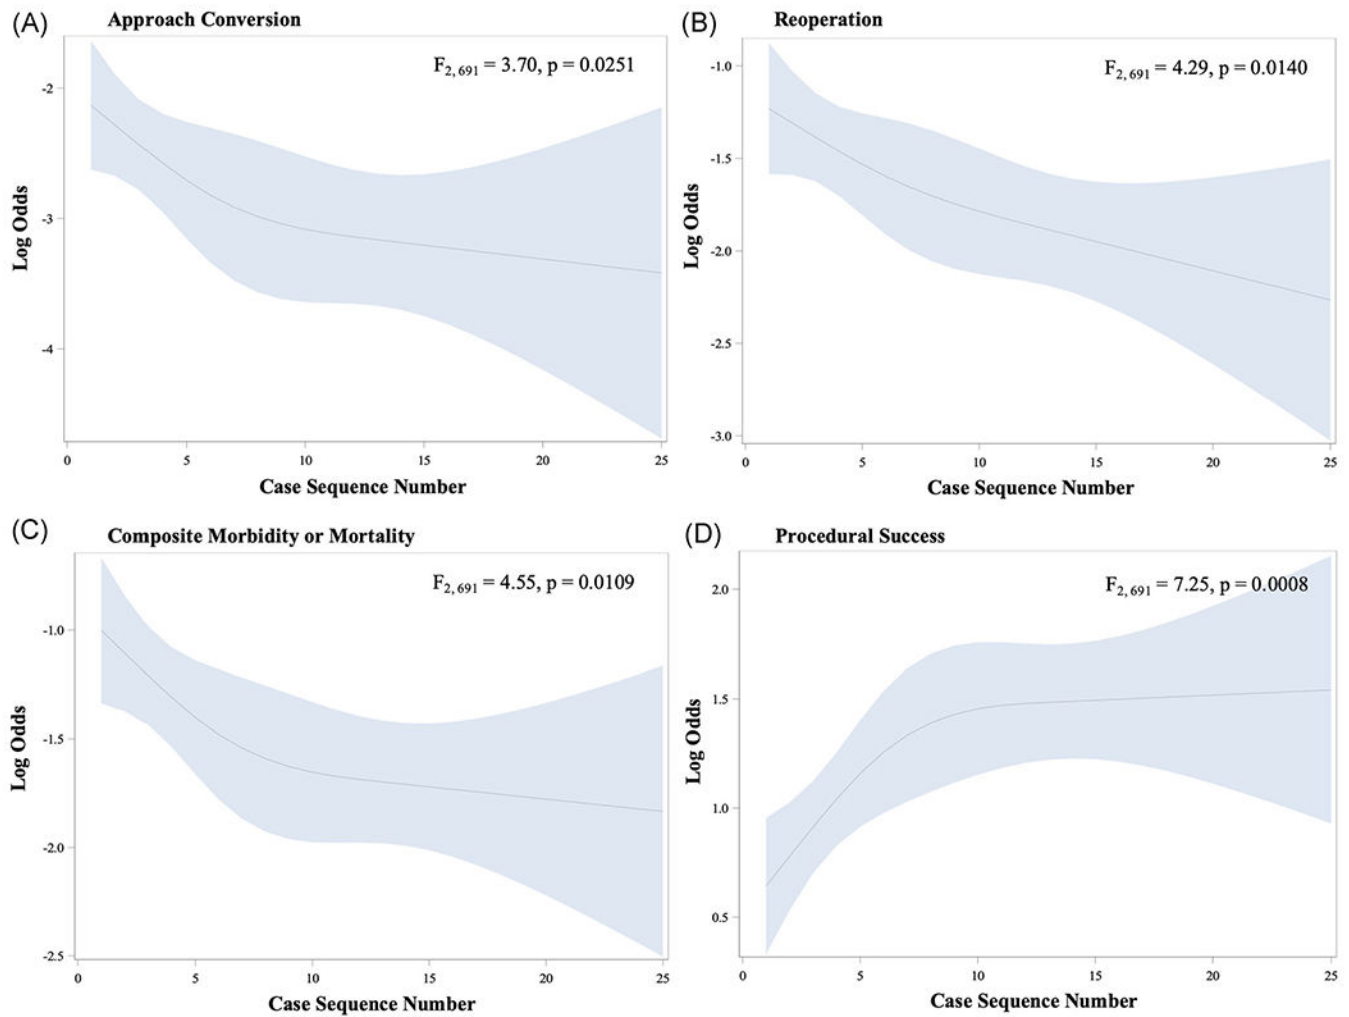 (A) Approach Conversion
F2, 691 = 3.70, p = 0.0251
-2
-3
-4
Log Odds
0 5 10 15 20 25
Case Sequence Number
(B) Reoperation
F2, 691 = 4.29, p = 0.0140
-1.0
-1.5
-2.0
-2.5
-3.0
Log Odds
0 5 10 15 20 25
Case Sequence Number
(C) Composite Morbidity or Mortality
F2, 691 = 4.55, p = 0.0109
-1.0
-1.5
-2.0
-2.5
Log Odds
0 5 10 15 20 25
Case Sequence Number
(D) Procedural Success
F2, 691 = 7.25, p = 0.0008
2.0
1.5
1.0
0.5
Log Odds
0 5 10 15 20 25
Case Sequence Number